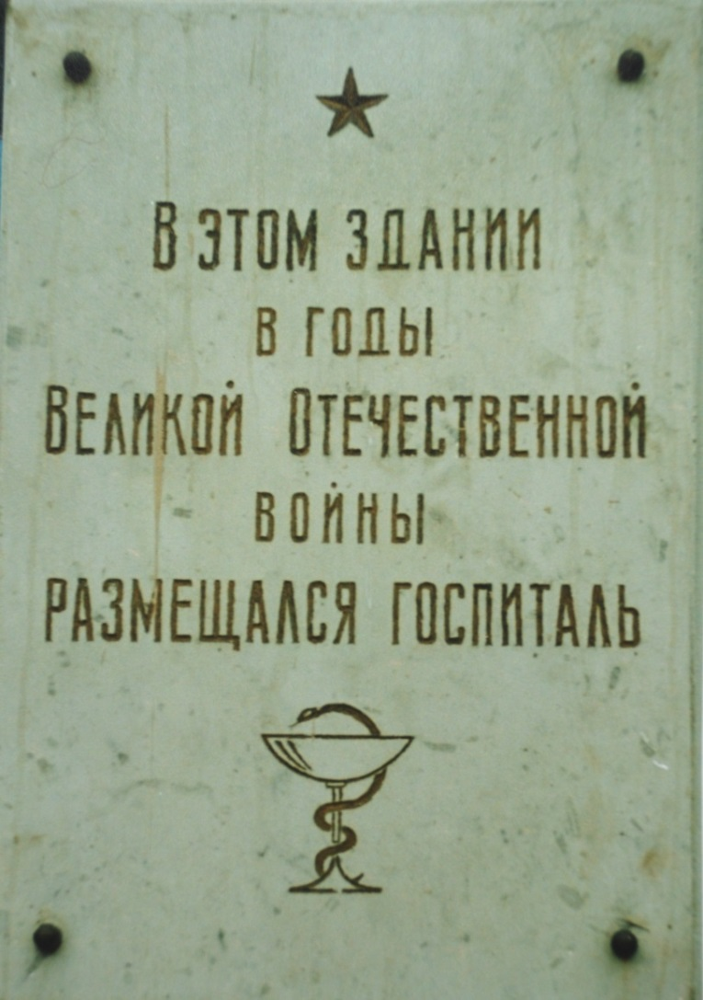 В ЭТОМ ЗДАНИИ
В ГОДЫ
ВЕЛИКОЙ ОТЕЧЕСТВЕННОЙ
ВОЙНЫ
РАЗМЕЩАЛСЯ ГОСПИТАЛЬ